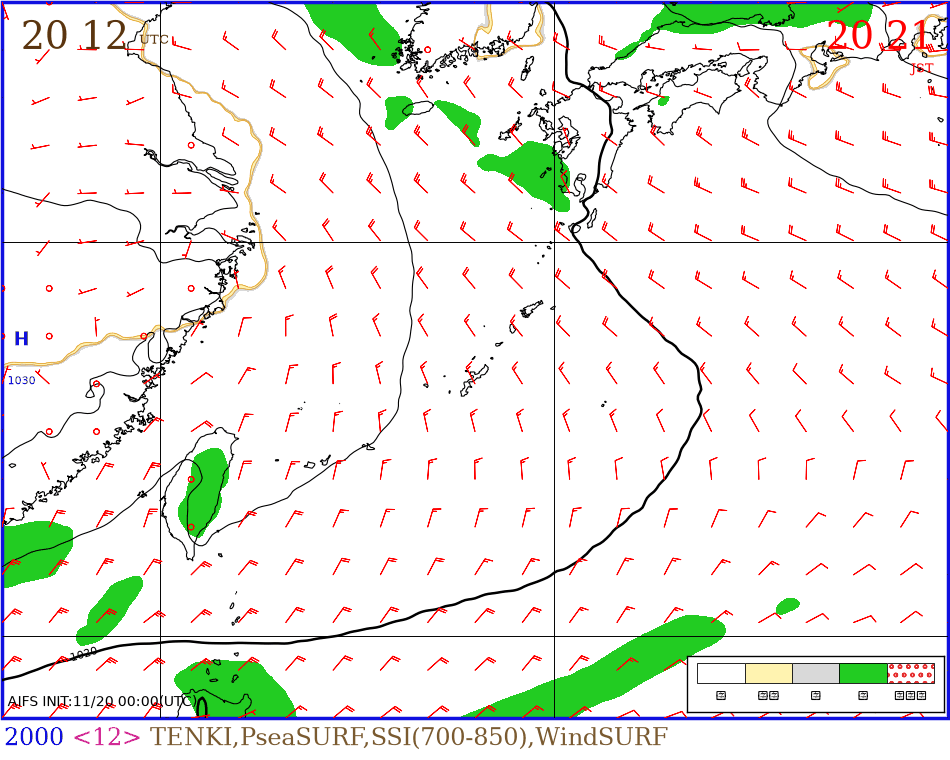 20 12 UTC 20 21
JST
H
1030
1020
AIFS INIT:11/20 00:00(UTC)
0
2000 <12> TENKI,PseaSURF,SSI(700-850),WindSURF